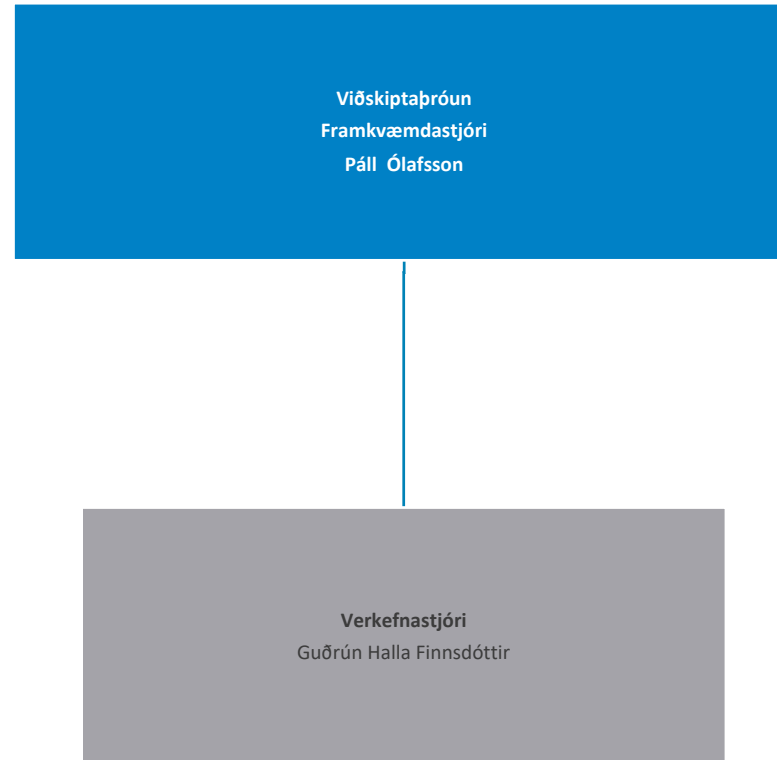 Viðskiptaþróun
Framkvæmdastjóri
Páll Ólafsson
Verkefnastjóri
Guðrún Halla Finnsdóttir